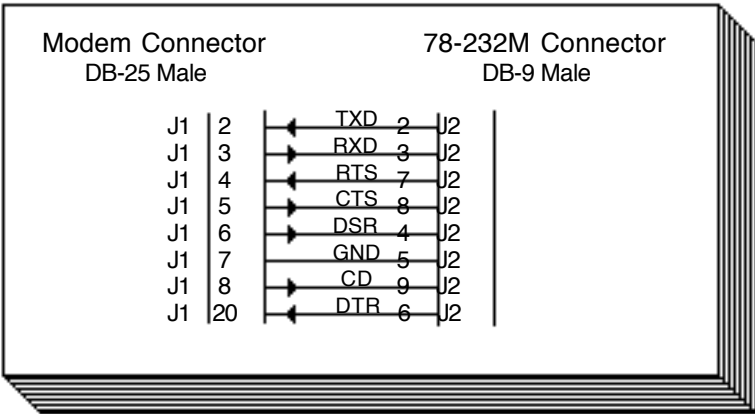 Modem Connector 78-232M Connector
DB-25 Male DB-9 Male
J1 2 TXD 2 J2
J1 3 RXD 3 J2
J1 4 RTS 7 J2
J1 5 CTS 8 J2
J1 6 DSR 4 J2
J1 7 GND 5 J2
J1 8 CD 9 J2
J1 20 DTR 6 J2